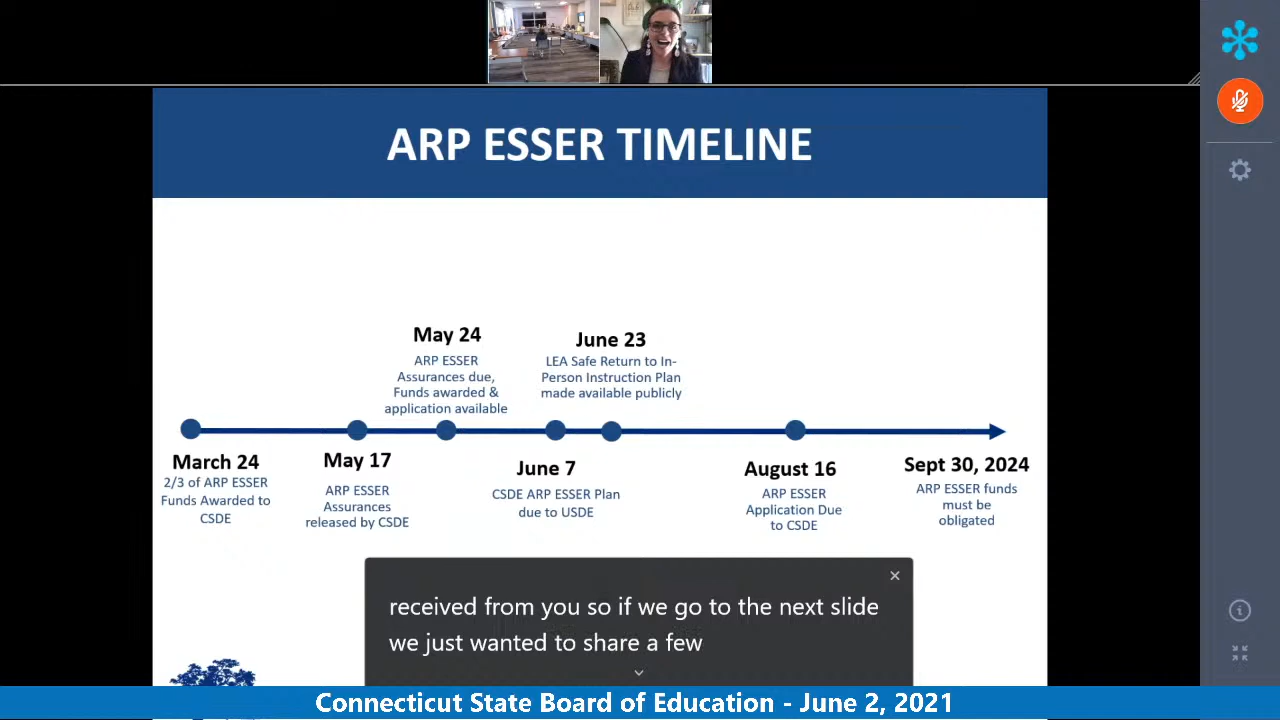 ARP ESSER TIMELINE
May 24
ARP ESSER
Assurances due,
Funds awarded &
application available
June 23
LEA Safe Return to In-
Person Instruction Plan
made available publicly
March 24
2/3 of ARP ESSER
Funds Awarded to
CSDE
May 17
ARP ESSER
Assurances
released by CSDE
June 7
CSDE ARP ESSER Plan
due to USDE
August 16
ARP ESSER
Application Due
to CSDE
Sept 30, 2024
ARP ESSER funds
must be
obligated
received from you so if we go to the next slide
we just wanted to share a few
Connecticut State Board of Education - June 2, 2021